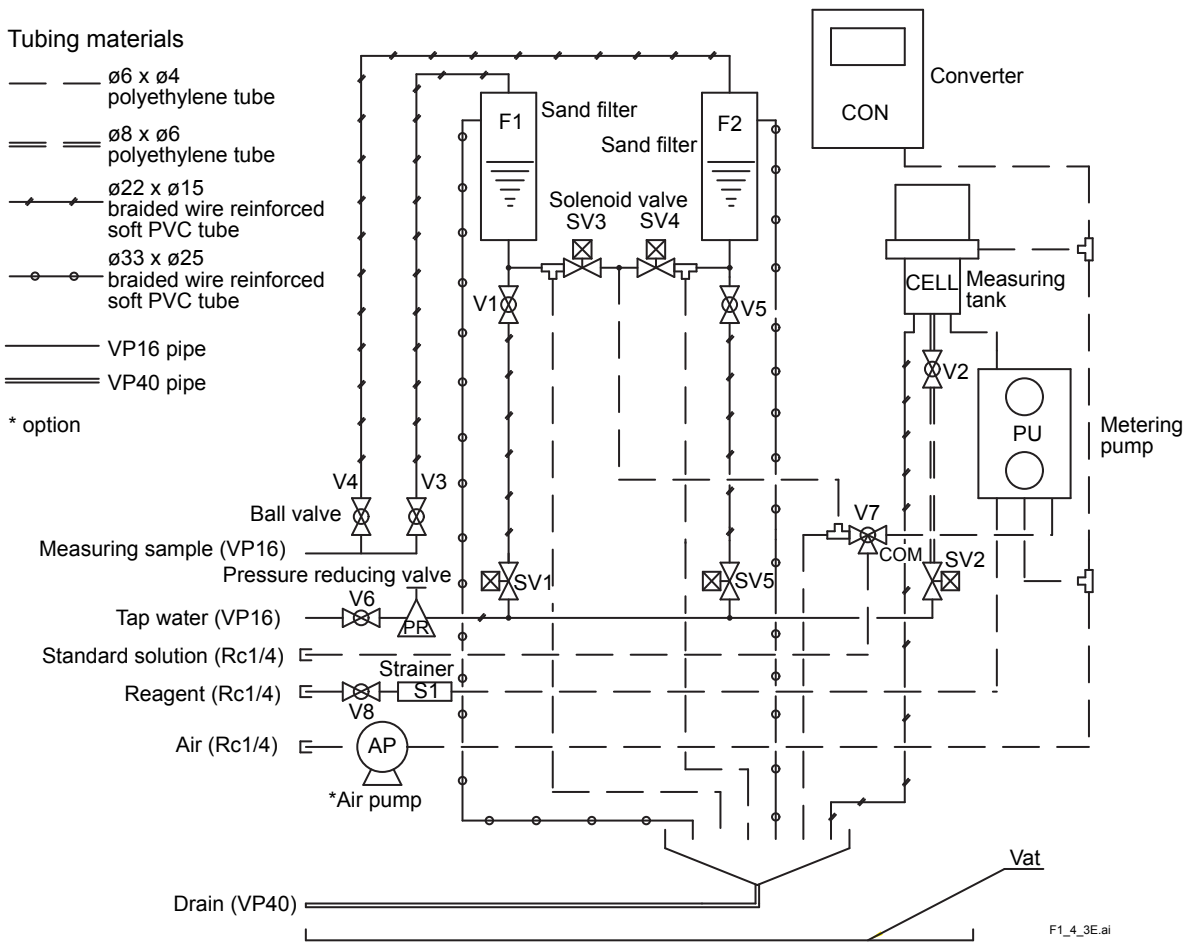 Tubing materials
ø6 x ø4
polyethylene tube
ø8 x ø6
polyethylene tube
ø22 x ø15
braided wire reinforced
soft PVC tube
ø33 x ø25
braided wire reinforced
soft PVC tube
VP16 pipe
VP40 pipe
* option
F1
Sand filter
F2
Sand filter
CON
Converter
Solenoid valve
SV3
SV4
V1
V5
CELL
Measuring
tank
V2
PU
Metering
pump
V4
V3
Ball valve
Measuring sample (VP16)
V7
COM
Pressure reducing valve
SV1
SV5
SV2
V6
Tap water (VP16)
PR
Standard solution (Rc1/4)
Strainer
Reagent (Rc1/4)
S1
V8
Air (Rc1/4)
AP
*Air pump
Vat
Drain (VP40)
F1_4_3E.ai